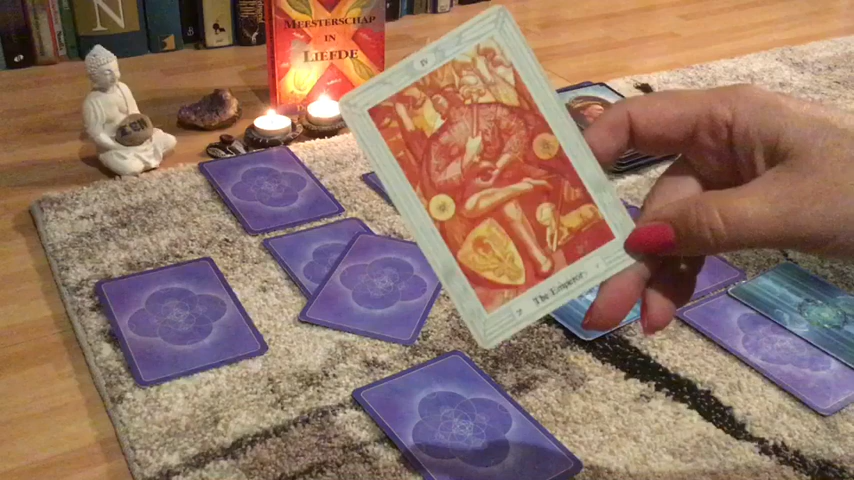 N
MEESTERSCHAP
IN
LIEFDE
IV
The Emperor